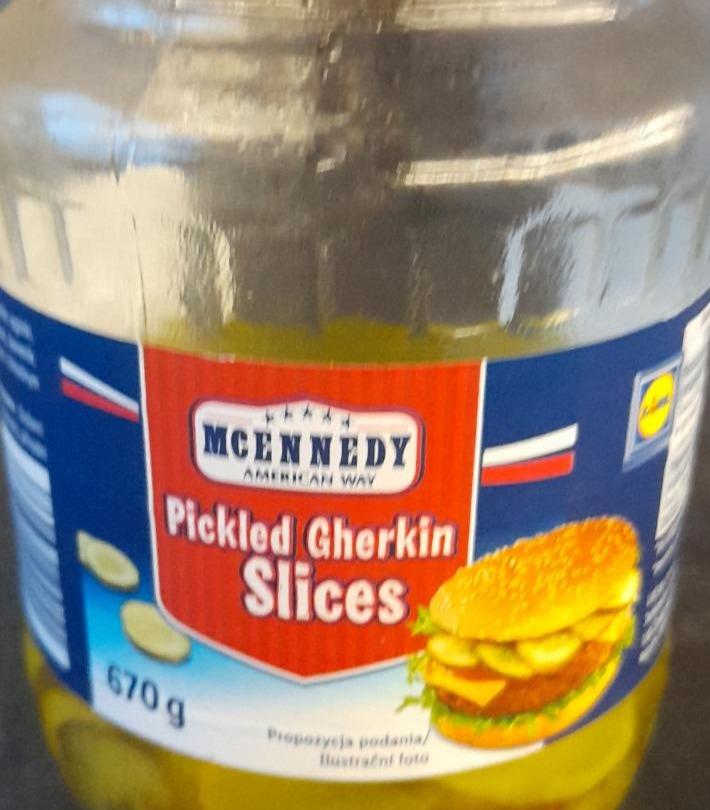 MCENNEDY
AMERICAN WAY
Pickled Gherkin
Slices
670 g
Propozycja podania/
Ilustrační foto